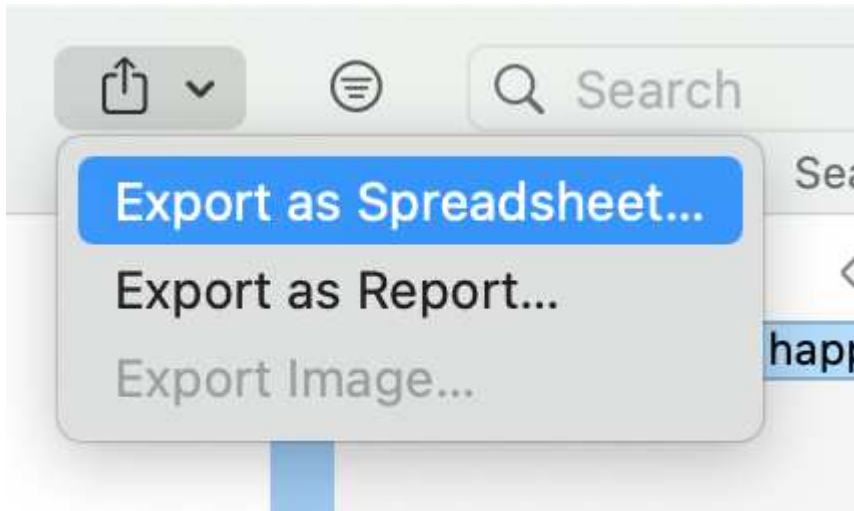 Search
Export as Spreadsheet...
Export as Report...
Export Image...